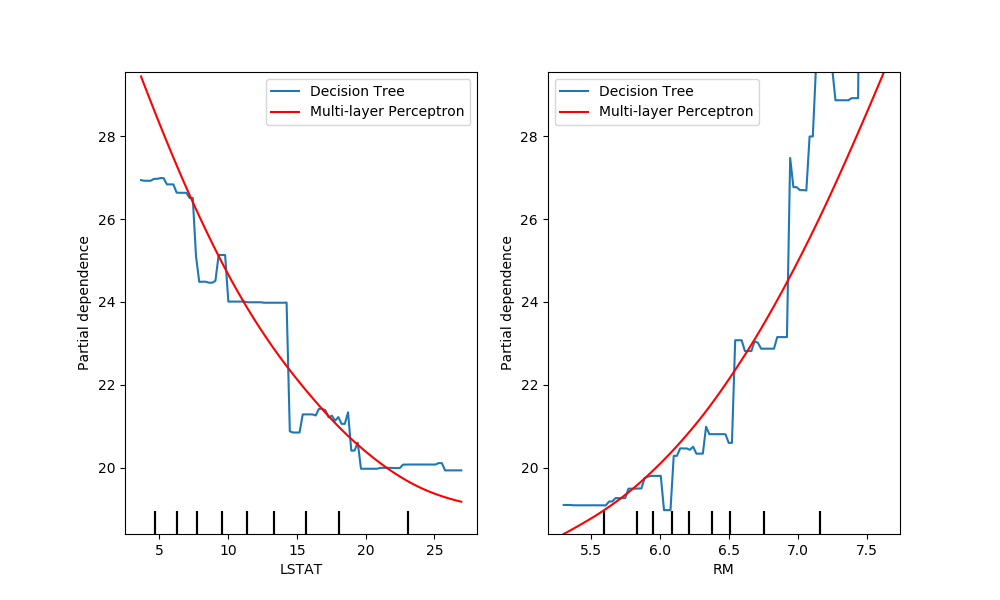 Decision Tree
Multi-layer Perceptron
Partial dependence
28
26
24
22
20
5
10
15
20
25
LSTAT
Decision Tree
Multi-layer Perceptron
Partial dependence
28
26
24
22
20
5.5
6.0
6.5
7.0
7.5
RM